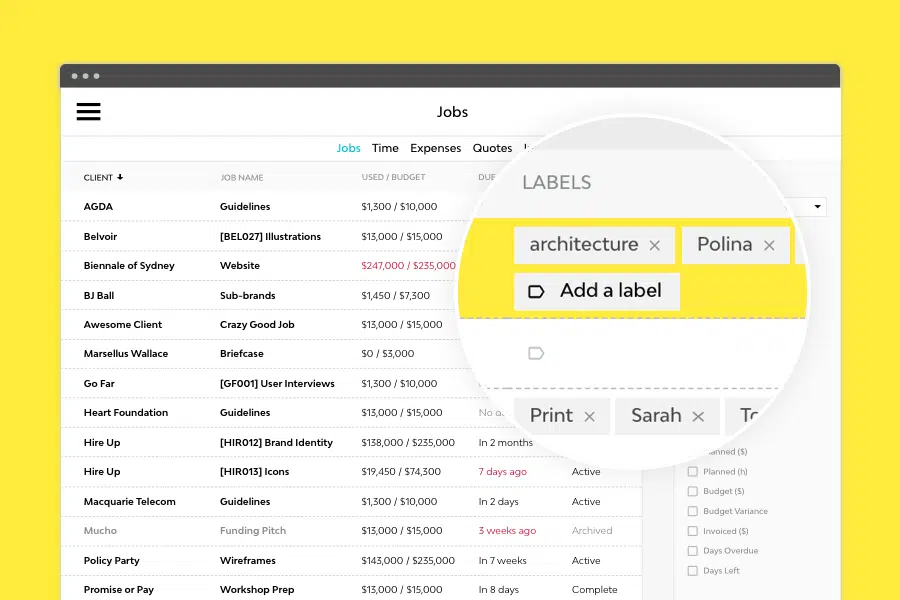 Jobs
Jobs Time Expenses Quotes
CLIENT JOB NAME USED / BUDGET DUE
LABELS
AGDA Guidelines $1,300 / $10,000
Belvoir [BEL027] Illustrations $13,000 / $15,000
architecture × Polina ×
Biennale of Sydney Website $247,000 / $235,000
BJ Ball Sub-brands $1,450 / $7,300
Add a label
Awesome Client Crazy Good Job $13,000 / $15,000
Marsellus Wallace Briefcase $0 / $3,000
Go Far [GF001] User Interviews $1,300 / $10,000
Heart Foundation Guidelines $13,000 / $15,000 No
Print × Sarah ×
Hire Up [HIR012] Brand Identity $138,000 / $235,000 In 2 months
Hire Up [HIR013] Icons $19,450 / $74,300 7 days ago Active
Macquarie Telecom Guidelines $1,300 / $10,000 In 2 days Active
Mucho Funding Pitch $13,000 / $15,000 3 weeks ago Archived
Policy Party Wireframes $143,000 / $235,000 In 7 weeks Active
Promise or Pay Workshop Prep $13,000 / $15,000 In 8 days Complete
($)
Planned (h)
Budget ($)
Budget Variance
Invoiced ($)
Days Overdue
Days Left